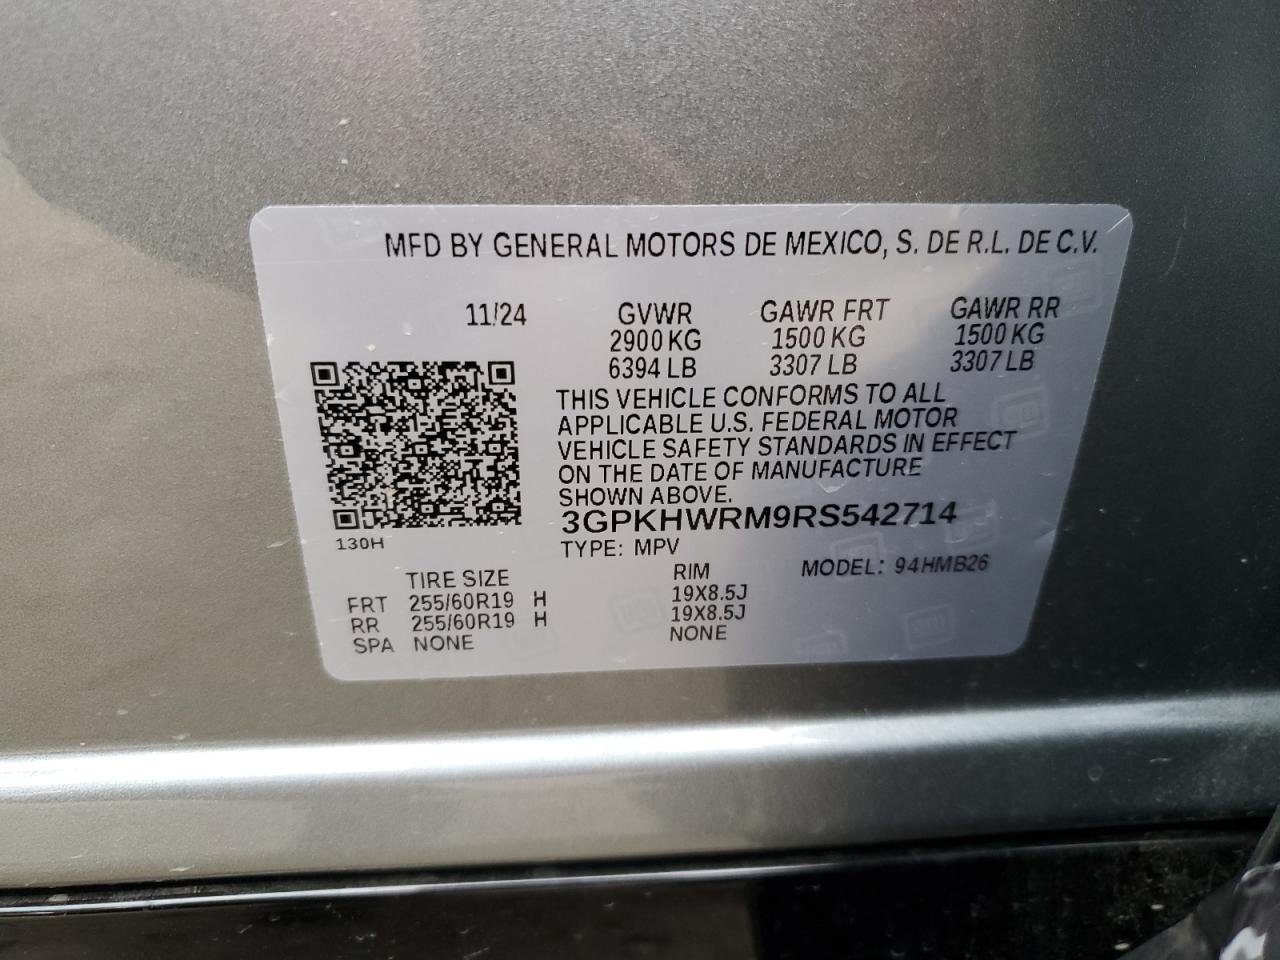 MFD BY GENERAL MOTORS DE MEXICO, S. DE R.L. DE C.V.
11/24 GVWR GAWR FRT GAWR RR
2900 KG 1500 KG 1500 KG
6394 LB 3307 LB 3307 LB
THIS VEHICLE CONFORMS TO ALL
APPLICABLE U.S. FEDERAL MOTOR
VEHICLE SAFETY STANDARDS IN EFFECT
ON THE DATE OF MANUFACTURE
SHOWN ABOVE.
3GPKHWRM9RS542714
130H
TYPE: MPV
MODEL: 94HMB26
TIRE SIZE RIM
FRT 255/60R19 H 19X8.5J
RR 255/60R19 H 19X8.5J
SPA NONE NONE